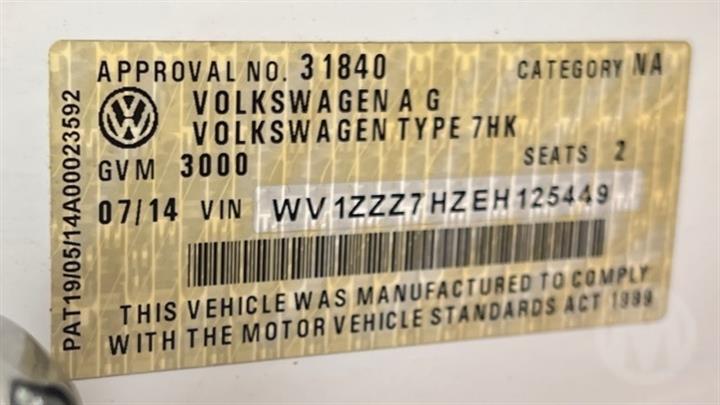 APPROVAL NO. 31840 CATEGORY NA
VOLKSWAGEN A G
VOLKSWAGEN TYPE 7HK
GVM 3000 SEATS 2
07/14 VIN WV1ZZZ7HZEH125449
THIS VEHICLE WAS MANUFACTURED TO COMPLY
WITH THE MOTOR VEHICLE STANDARDS ACT 1989
PAT19/05/14A00023592